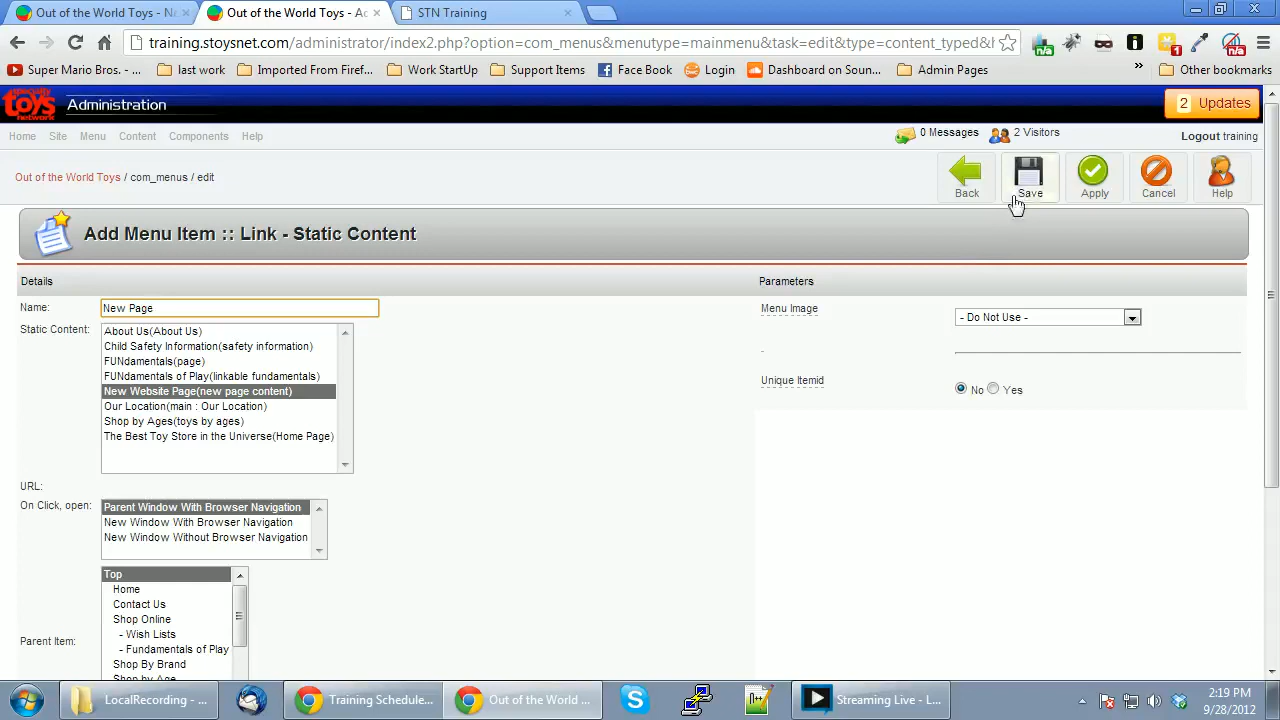 Out of the World Toys - N
Out of the World Toys - Ac
STN Training
training.stoysnet.com/administrator/index2.php?option=com_menus&menutype=mainmenu&task=edit&type=content_typed&
n/a
1
n/a
Super Mario Bros. - ...
last work
Imported From Firef...
Work StartUp
Support Items
Face Book
Login
Dashboard on Soun...
Admin Pages
»
Other bookmarks
specialty toys network
Administration
2 Updates
Home Site Menu Content Components Help
0 Messages
2 Visitors
Logout training
Out of the World Toys / com_menus / edit
Back
Save
Apply
Cancel
Help
Add Menu Item :: Link - Static Content
Details
Parameters
Name:
New Page
Static Content:
About Us(About Us)
Child Safety Information(safety information)
FUNdamentals(page)
FUNdamentals of Play(linkable fundamentals)
New Website Page(new page content)
Our Location(main : Our Location)
Shop by Ages(toys by ages)
The Best Toy Store in the Universe(Home Page)
Menu Image
- Do Not Use -
-
Unique Itemid
No Yes
URL:
On Click, open:
Parent Window With Browser Navigation
New Window With Browser Navigation
New Window Without Browser Navigation
Parent Item:
Top
Home
Contact Us
Shop Online
- Wish Lists
- Fundamentals of Play
Shop By Brand
Shop by Age
LocalRecording - ...
Training Schedule...
Out of the World ...
Streaming Live - L...
2:19 PM
9/28/2012